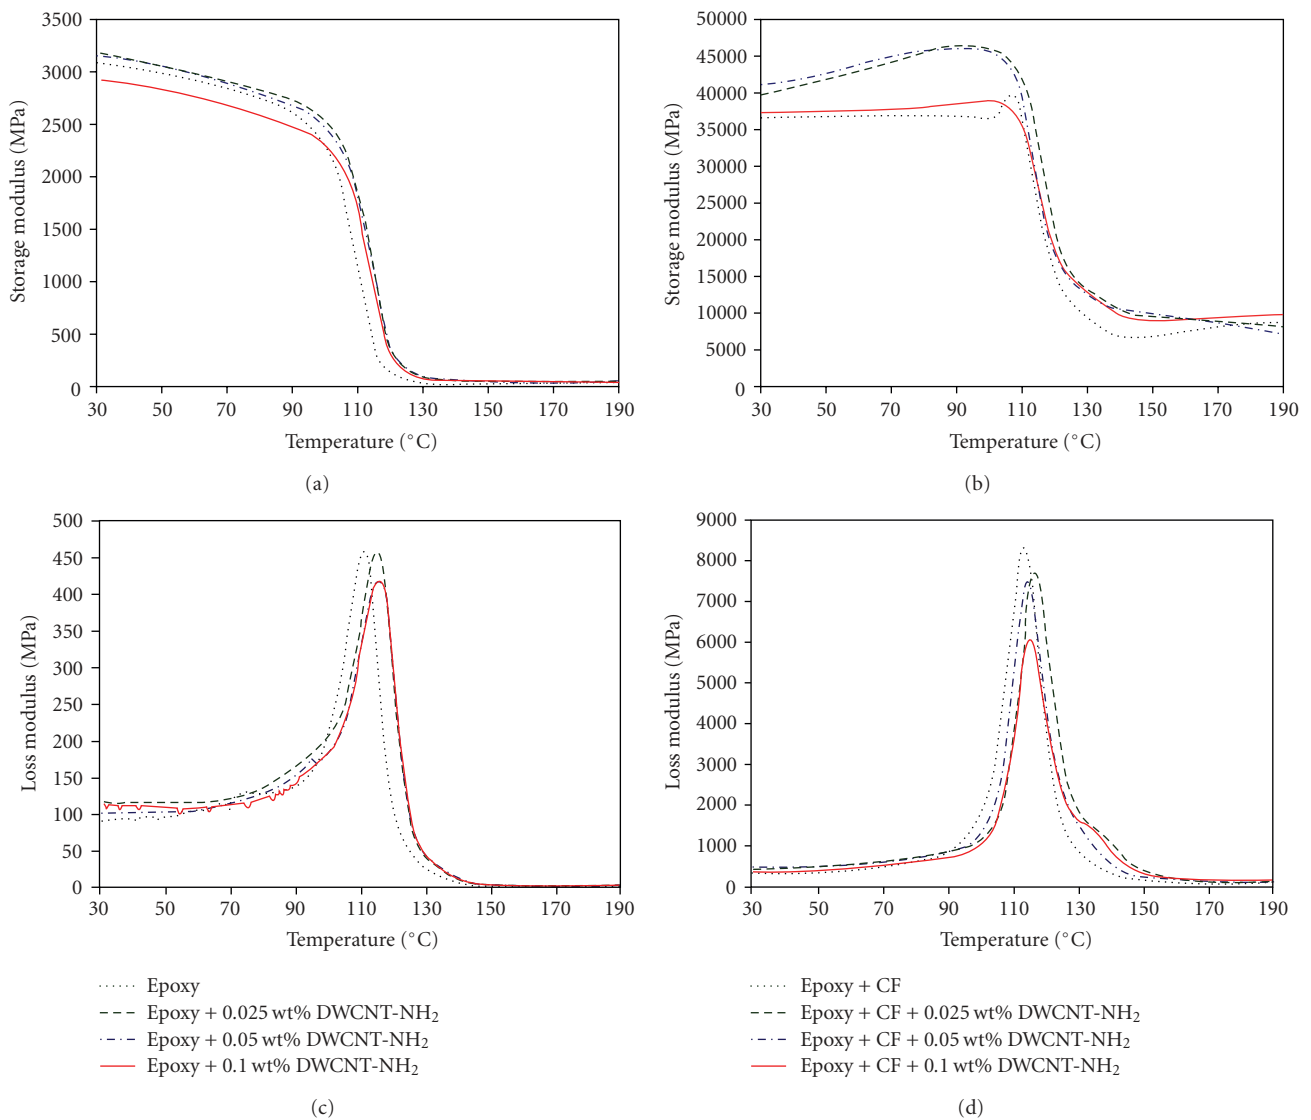 3500
3000
2500
2000
1500
1000
500
0
Storage modulus (MPa)
30 50 70 90 110 130 150 170 190
Temperature (°C)
(a)
50000
45000
40000
35000
30000
25000
20000
15000
10000
5000
0
Storage modulus (MPa)
30 50 70 90 110 130 150 170 190
Temperature (°C)
(b)
500
450
400
350
300
250
200
150
100
50
0
Loss modulus (MPa)
30 50 70 90 110 130 150 170 190
Temperature (°C)
Epoxy
Epoxy + 0.025 wt% DWCNT-NH₂
Epoxy + 0.05 wt% DWCNT-NH₂
Epoxy + 0.1 wt% DWCNT-NH₂
(c)
9000
8000
7000
6000
5000
4000
3000
2000
1000
0
Loss modulus (MPa)
30 50 70 90 110 130 150 170 190
Temperature (°C)
Epoxy + CF
Epoxy + CF + 0.025 wt% DWCNT-NH₂
Epoxy + CF + 0.05 wt% DWCNT-NH₂
Epoxy + CF + 0.1 wt% DWCNT-NH₂
(d)